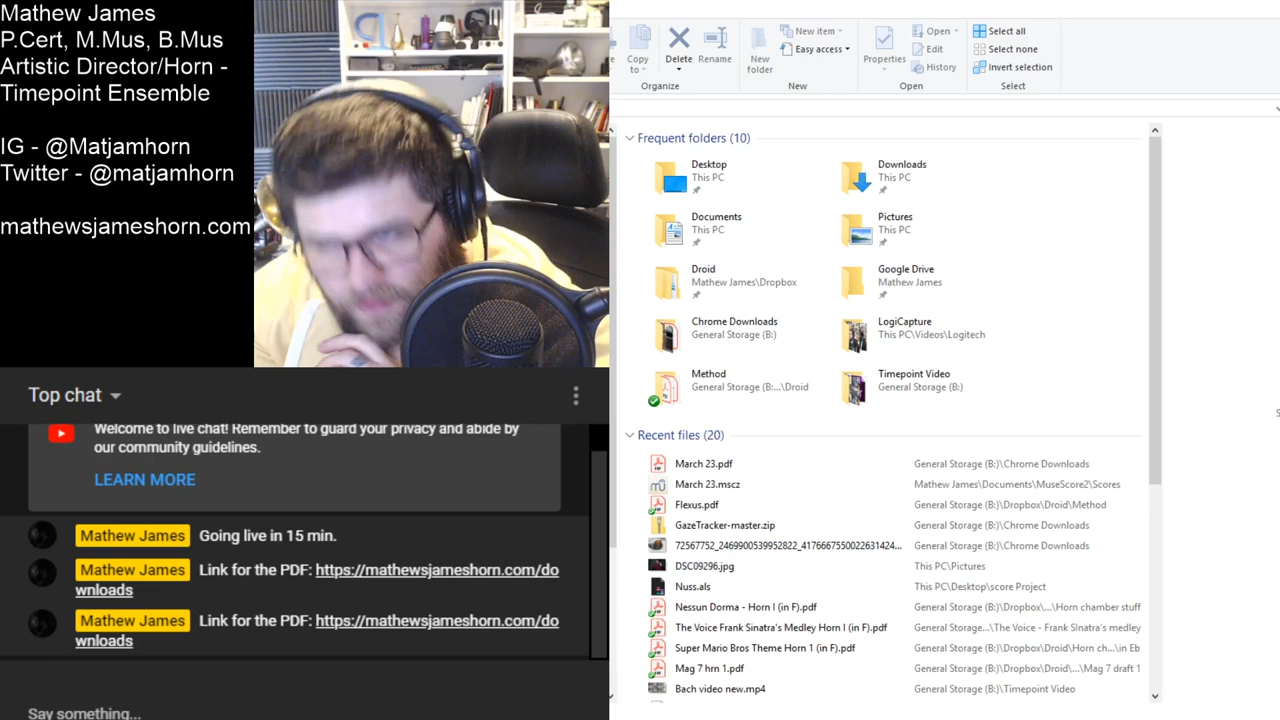 Mathew James
P.Cert, M.Mus, B.Mus
Artistic Director/Horn -
Timepoint Ensemble
IG - @Matjamhorn
Twitter - @matjamhorn
mathewsjameshorn.com
Top chat
Welcome to live chat! Remember to guard your privacy and abide by
our community guidelines.
LEARN MORE
Mathew James Going live in 15 min.
Mathew James Link for the PDF: https://mathewsjameshorn.com/do
wnloads
Mathew James Link for the PDF: https://mathewsjameshorn.com/do
wnloads
Say something...
Copy
to
Delete
Rename
Organize
New
folder
New item
Easy access
New
Properties
Open
Edit
History
Open
Select all
Select none
Invert selection
Select
Frequent folders (10)
Desktop
This PC
Downloads
This PC
Documents
This PC
Pictures
This PC
Droid
Mathew James\Dropbox
Google Drive
Mathew James
Chrome Downloads
General Storage (B:)
LogiCapture
This PC\Videos\Logitech
Method
General Storage (B:...\Droid
Timepoint Video
General Storage (B:)
Recent files (20)
March 23.pdf General Storage (B:)\Chrome Downloads
March 23.mscz Mathew James\Documents\MuseScore2\Scores
Flexus.pdf General Storage (B:)\Dropbox\Droid\Method
GazeTracker-master.zip General Storage (B:)\Chrome Downloads
72567752_2469900539952822_4176667550022631424... General Storage (B:)\Chrome Downloads
DSC09296.jpg This PC\Pictures
Nuss.als This PC\Desktop\score Project
Nessun Dorma - Horn I (in F).pdf General Storage (B:)\Dropbox\...\Horn chamber stuff
The Voice Frank Sinatra's Medley Horn I (in F).pdf General Storage...\The Voice - Frank SInatra's medley
Super Mario Bros Theme Horn 1 (in F).pdf General Storage (B:)\Dropbox\Droid\Horn ch...\in Eb
Mag 7 hrn 1.pdf General Storage (B:)\Dropbox\Droid\...\Mag 7 draft 1
Bach video new.mp4 General Storage (B:)\Timepoint Video